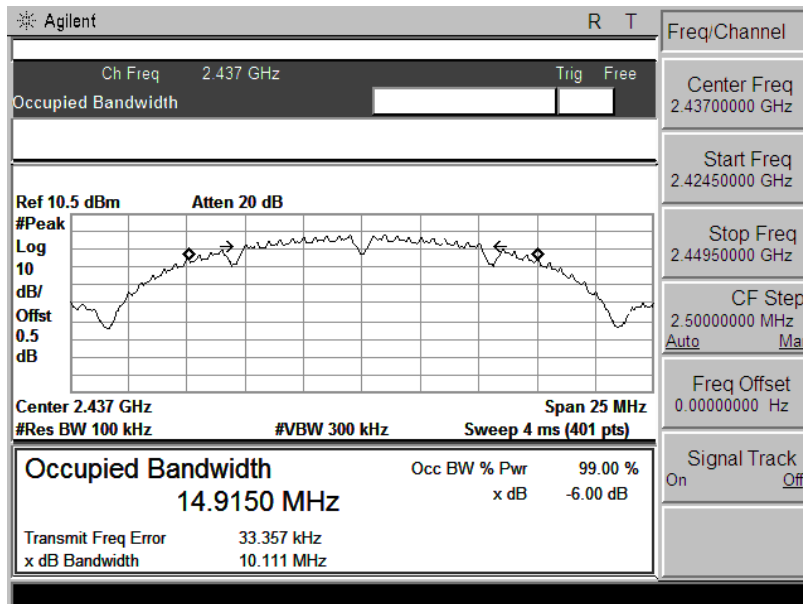 Agilent R T
Freq/Channel
Ch Freq 2.437 GHz Trig Free
Occupied Bandwidth
Center Freq
2.43700000 GHz
Start Freq
2.42450000 GHz
Stop Freq
2.44950000 GHz
CF Step
2.50000000 MHz
Auto Ma
Freq Offset
0.00000000 Hz
Signal Track
On Off
Ref 10.5 dBm Atten 20 dB
#Peak
Log
10
dB/
Offst
0.5
dB
Center 2.437 GHz Span 25 MHz
#Res BW 100 kHz #VBW 300 kHz Sweep 4 ms (401 pts)
Occupied Bandwidth Occ BW % Pwr 99.00 %
14.9150 MHz x dB -6.00 dB
Transmit Freq Error 33.357 kHz
x dB Bandwidth 10.111 MHz